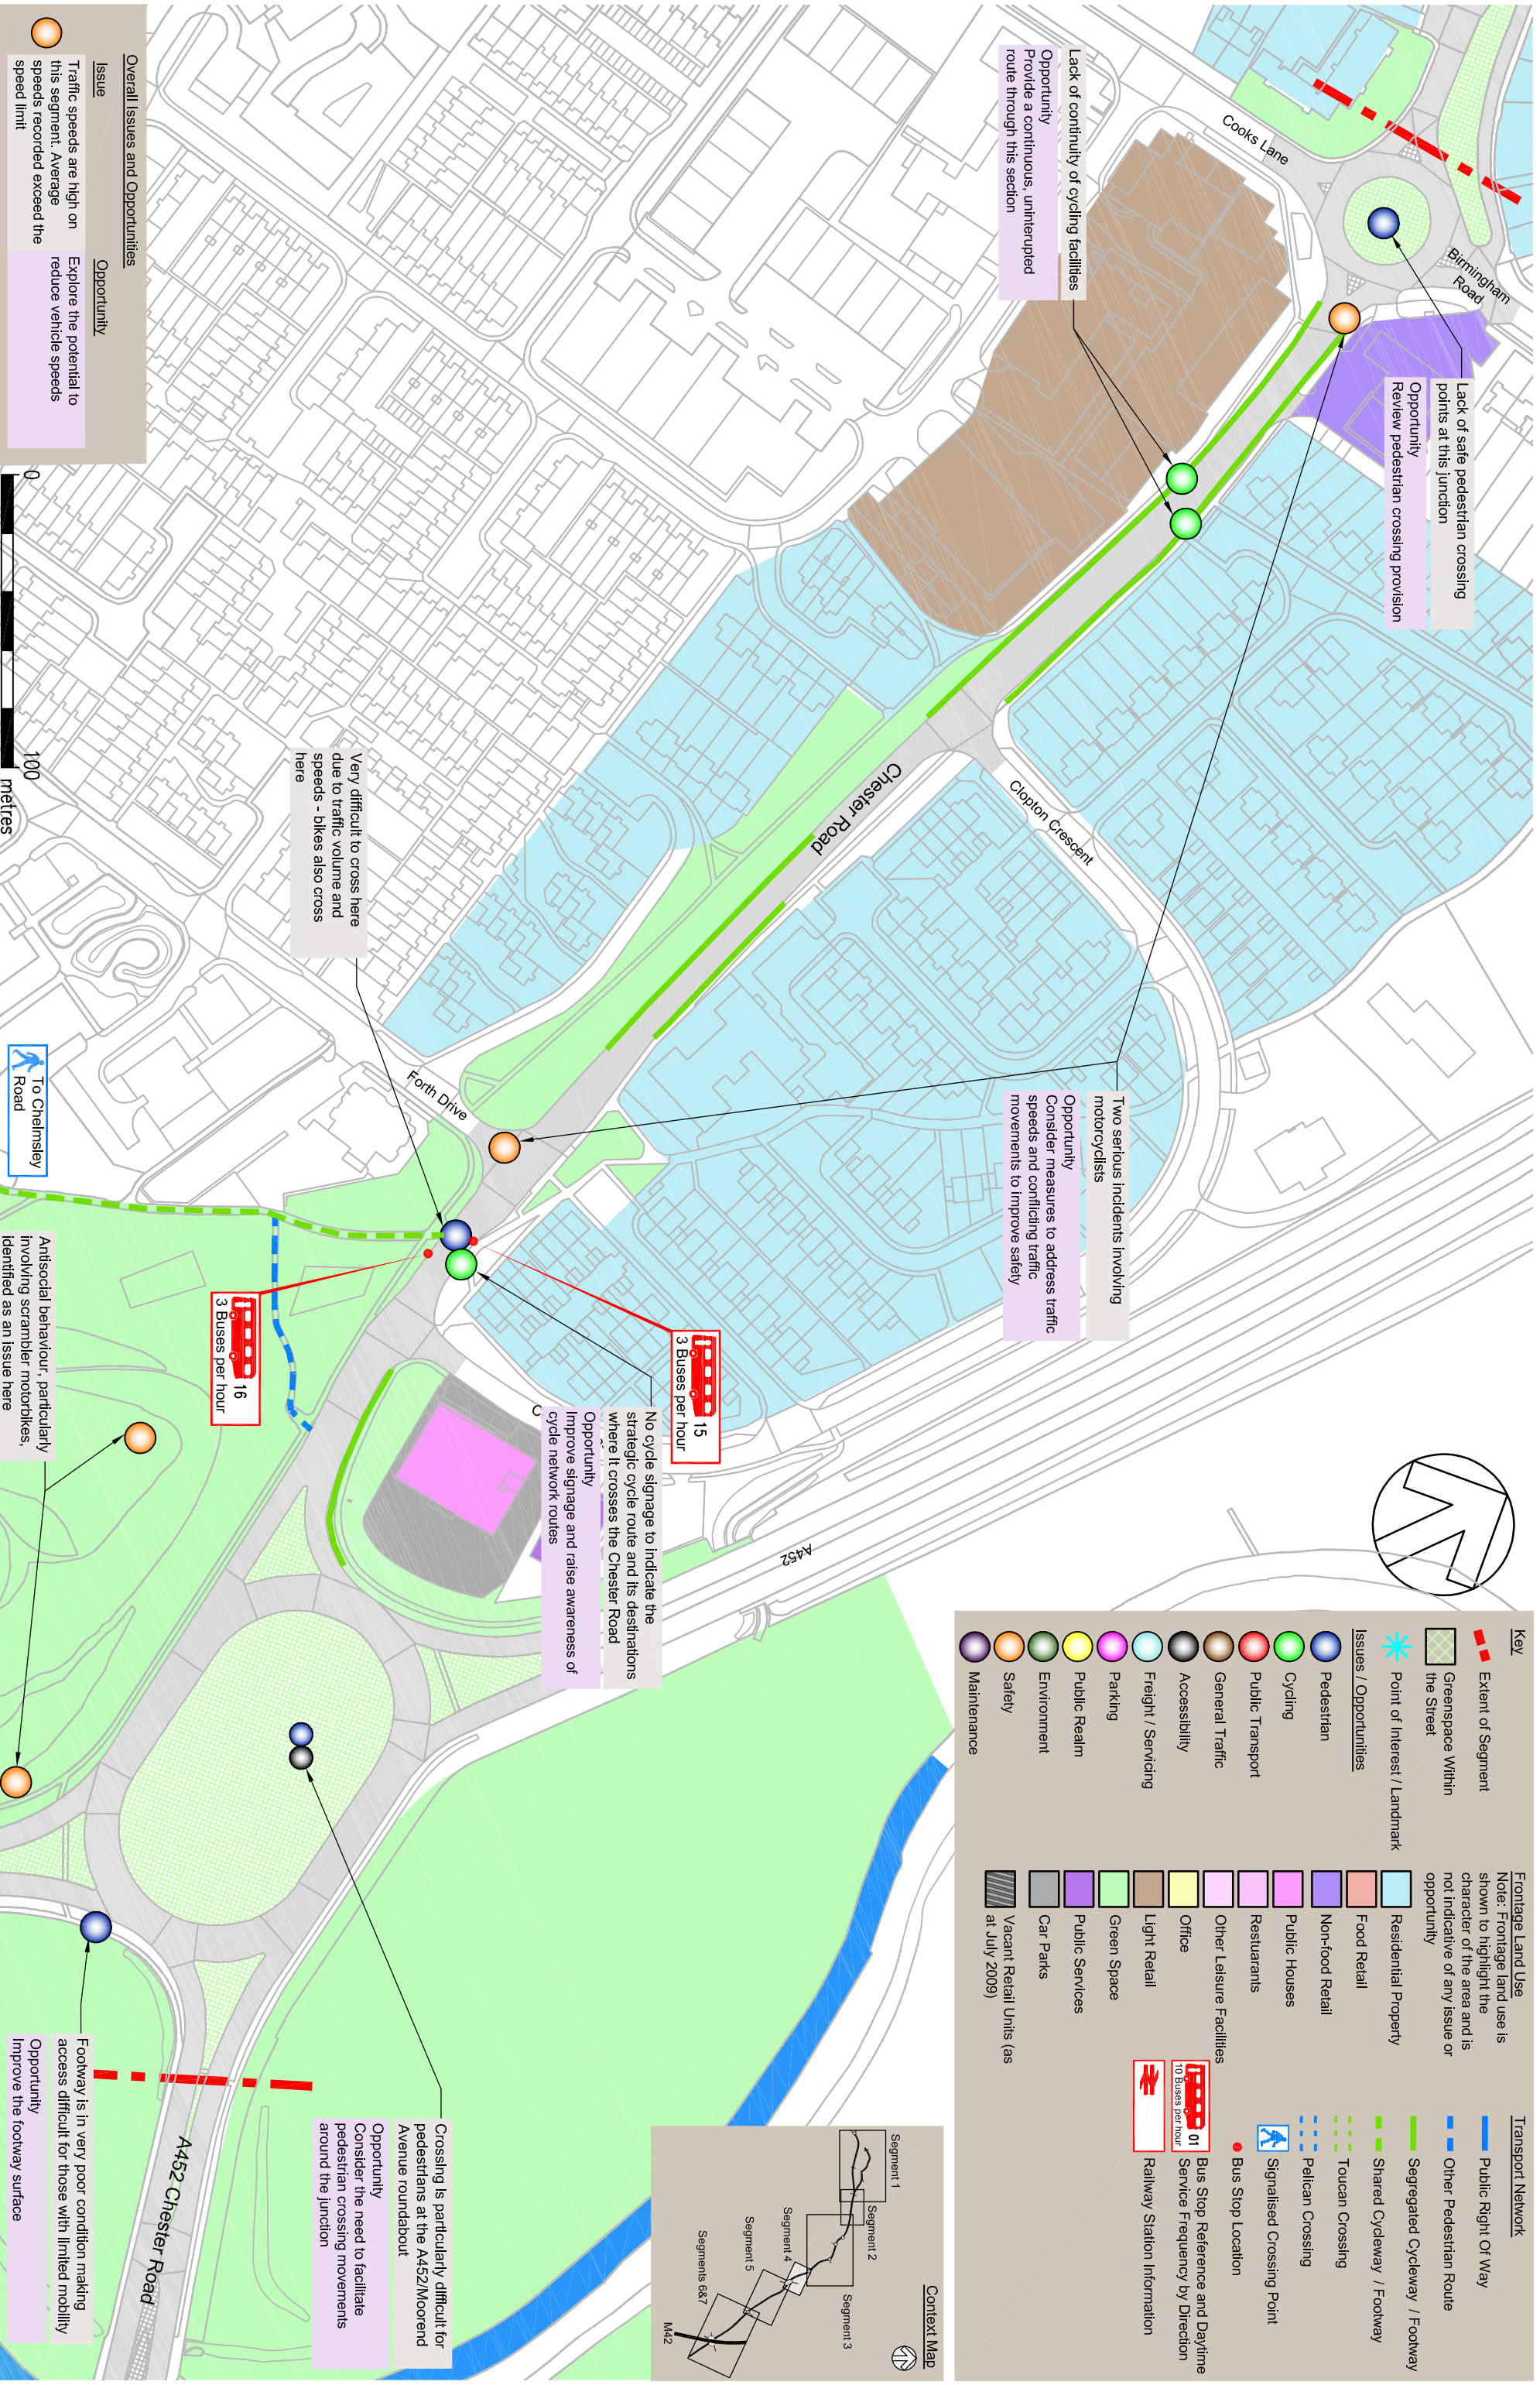 Cooks Lane
Birmingham
Road
Lack of continuity of cycling facilities
Opportunity
Provide a continuous, uninterrupted
route through this section
Lack of safe pedestrian crossing
points at this junction
Opportunity
Review pedestrian crossing provision
Overall Issues and Opportunities
Issue
Opportunity
Traffic speeds are high on
this segment. Average
speeds recorded exceed the
speed limit
Explore the potential to
reduce vehicle speeds
0
100
metres
Chester Road
Clopton Crescent
Very difficult to cross here
due to traffic volume and
speeds - bikes also cross
here
Forth Drive
Two serious incidents involving
motorcyclists
Opportunity
Consider measures to address traffic
speeds and conflicting traffic
movements to improve safety
To Chelmsley
Road
16
3 Buses per hour
15
3 Buses per hour
Antisocial behaviour, particularly
involving scrambler motorbikes,
identified as an issue here
No cycle signage to indicate the
strategic cycle route and its destinations
where it crosses the Chester Road
Opportunity
Improve signage and raise awareness of
cycle network routes
A452
Crossing is particularly difficult for
pedestrians at the A452/Moorend
Avenue roundabout
Opportunity
Consider the need to facilitate
pedestrian crossing movements
around the junction
Footway is in very poor condition making
access difficult for those with limited mobility
Opportunity
Improve the footway surface
A452 Chester Road
Key
Extent of Segment
Greenspace Within
the Street
Point of Interest / Landmark
Issues / Opportunities
Pedestrian
Cycling
Public Transport
General Traffic
Accessibility
Freight / Servicing
Parking
Public Realm
Environment
Safety
Maintenance
Frontage Land Use
Note: Frontage land use is
shown to highlight the
character of the area and is
not indicative of any issue or
opportunity
Residential Property
Food Retail
Non-food Retail
Public Houses
Restuarants
Other Leisure Facilities
Office
Light Retail
Green Space
Public Services
Car Parks
Vacant Retail Units (as
at July 2009)
Transport Network
Public Right Of Way
Other Pedestrian Route
Segregated Cycleway / Footway
Shared Cycleway / Footway
Toucan Crossing
Pelican Crossing
Signalised Crossing Point
Bus Stop Location
01
10 Buses per hour
Bus Stop Reference and Daytime
Service Frequency by Direction
Railway Station Information
Context Map
Segment 1
Segment 2
Segment 3
Segment 4
Segment 5
Segments 6&7
M42